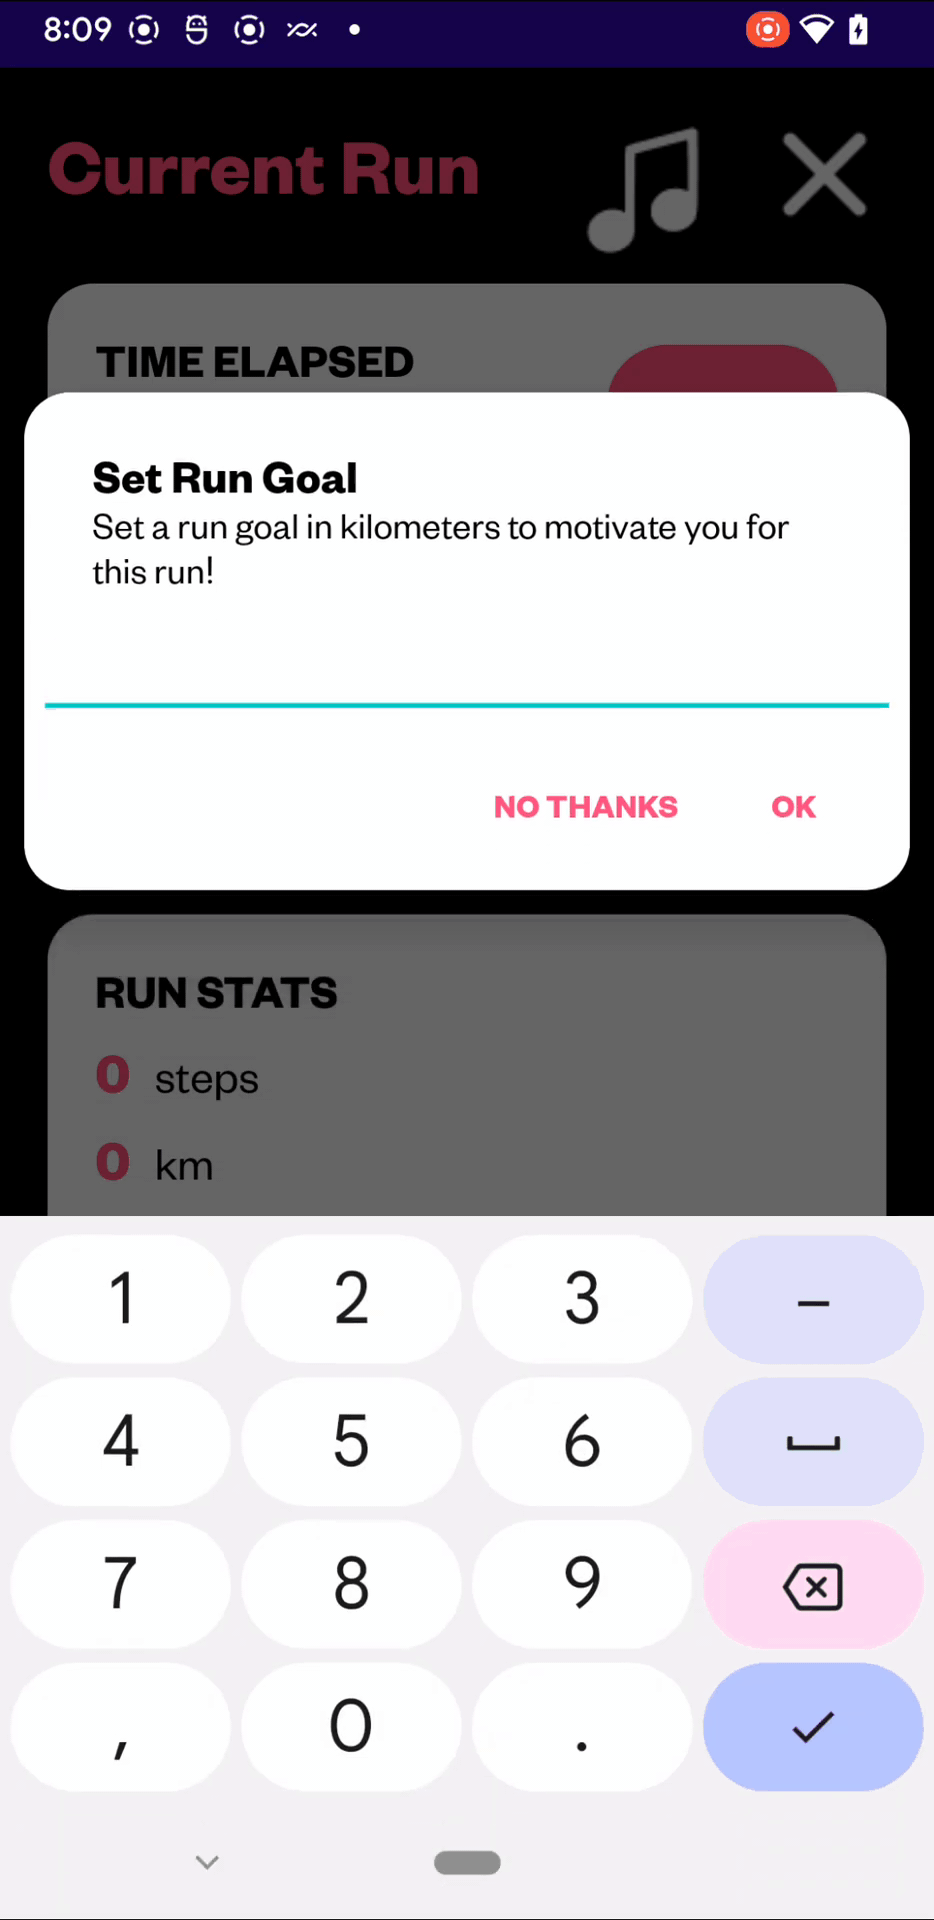 8:09
Current Run
TIME ELAPSED
Set Run Goal
Set a run goal in kilometers to motivate you for
this run!
NO THANKS OK
RUN STATS
0 steps
0 km
1 2 3 –
4 5 6
7 8 9
, 0 .